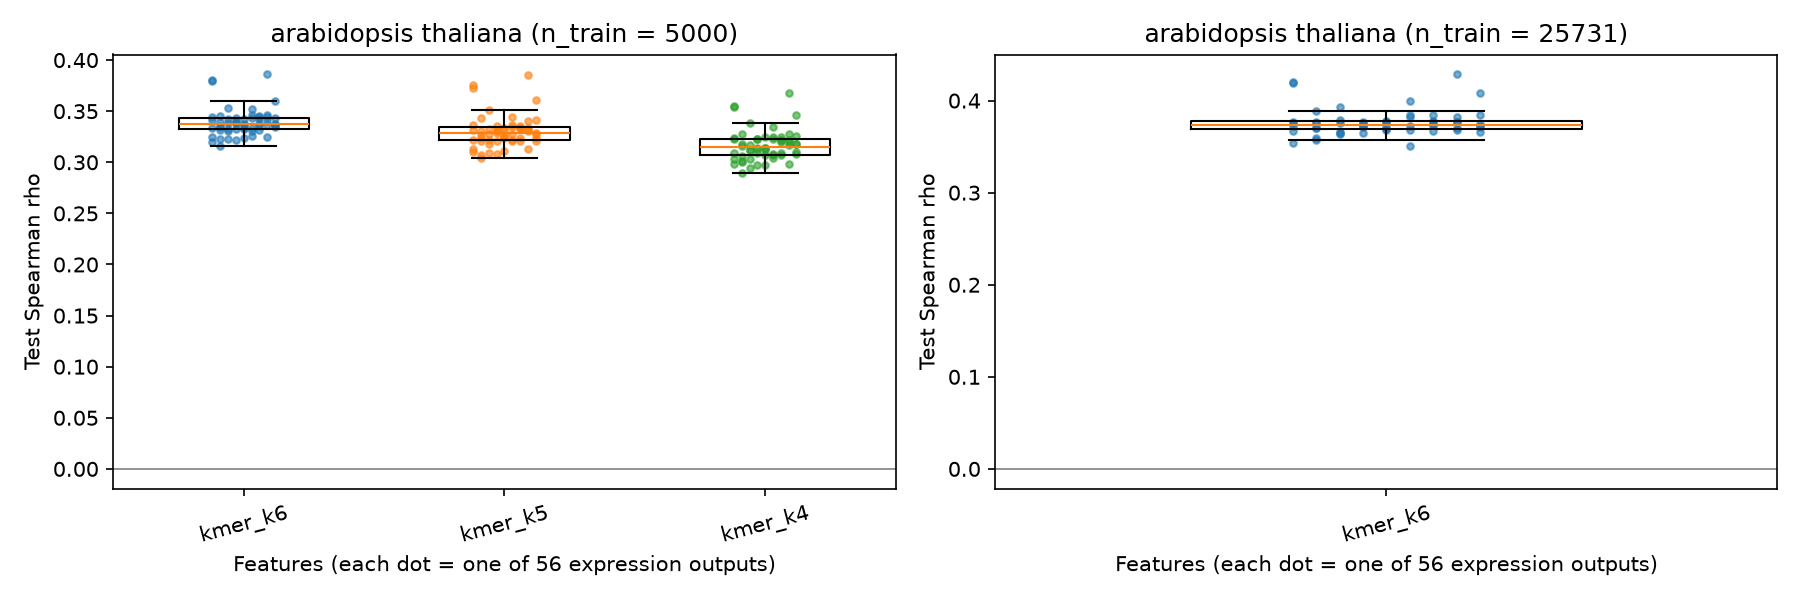 arabidopsis thaliana (n_train = 5000)
Test Spearman rho
0.40
0.35
0.30
0.25
0.20
0.15
0.10
0.05
0.00
kmer_k6
kmer_k5
kmer_k4
Features (each dot = one of 56 expression outputs)
arabidopsis thaliana (n_train = 25731)
Test Spearman rho
0.4
0.3
0.2
0.1
0.0
kmer_k6
Features (each dot = one of 56 expression outputs)